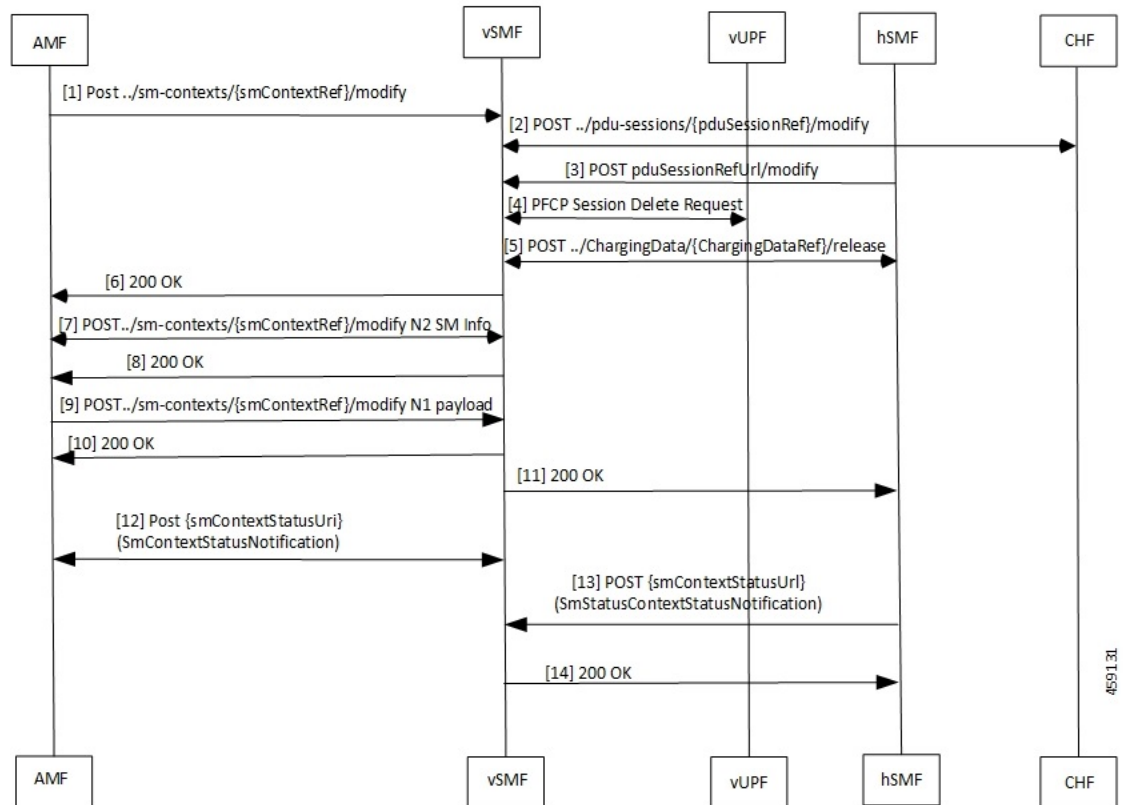 AMF
vSMF
vUPF
hSMF
CHF
[1] Post ../sm-contexts/{smContextRef}/modify
[2] POST ../pdu-sessions/{pduSessionRef}/modify
[3] POST pduSessionRefUrl/modify
[4] PFCP Session Delete Request
[5] POST ../ChargingData/{ChargingDataRef}/release
[6] 200 OK
[7] POST../sm-contexts/{smContextRef}/modify N2 SM Info
[8] 200 OK
[9] POST../sm-contexts/{smContextRef}/modify N1 payload
[10] 200 OK
[11] 200 OK
[12] Post {smContextStatusUri}
(SmContextStatusNotification)
[13] POST {smContextStatusUrl}
(SmStatusContextStatusNotification)
[14] 200 OK
459131
AMF
vSMF
vUPF
hSMF
CHF